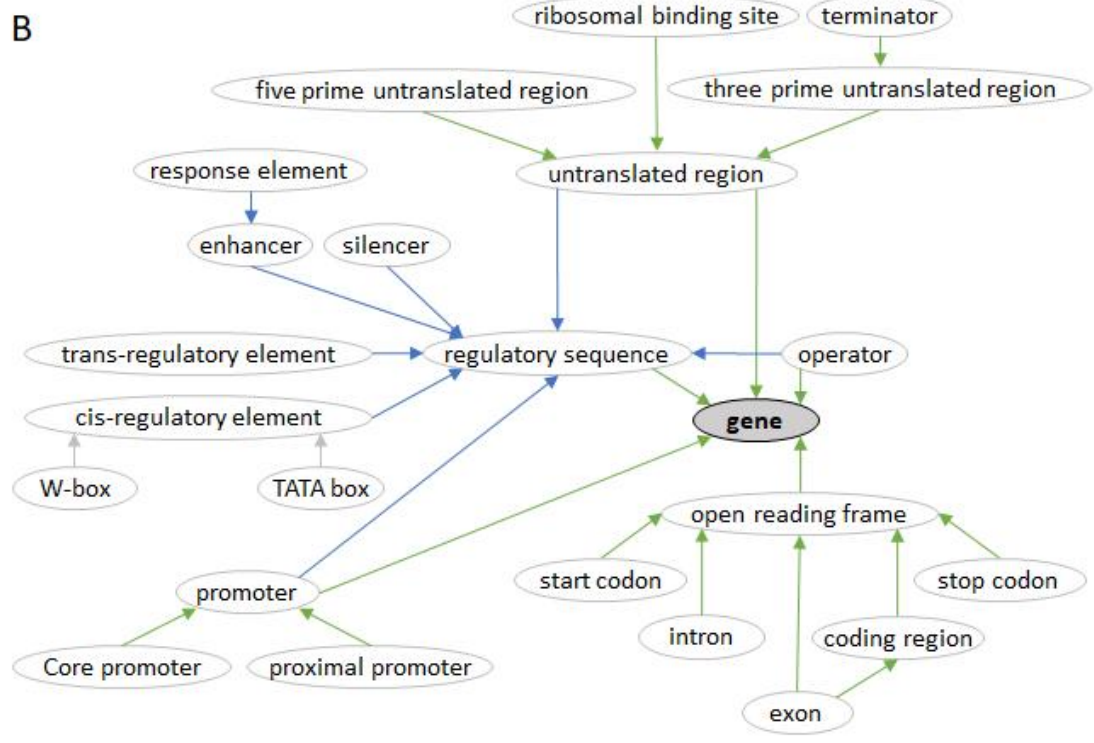 B
ribosomal binding site
terminator
five prime untranslated region
three prime untranslated region
response element
untranslated region
enhancer
silencer
trans-regulatory element
regulatory sequence
operator
cis-regulatory element
gene
W-box
TATA box
open reading frame
start codon
stop codon
promoter
intron
coding region
Core promoter
proximal promoter
exon